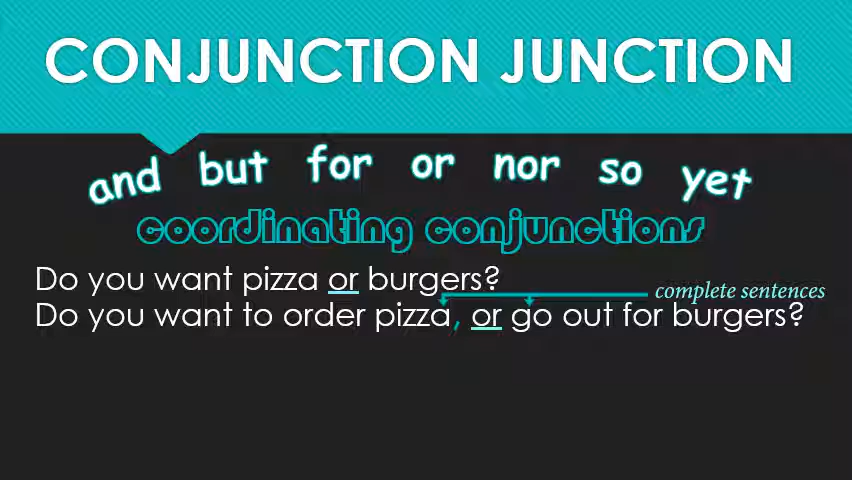 CONJUNCTION JUNCTION
and but for or nor so yet
coordinating conjunctions
Do you want pizza or burgers?
complete sentences
Do you want to order pizza, or go out for burgers?